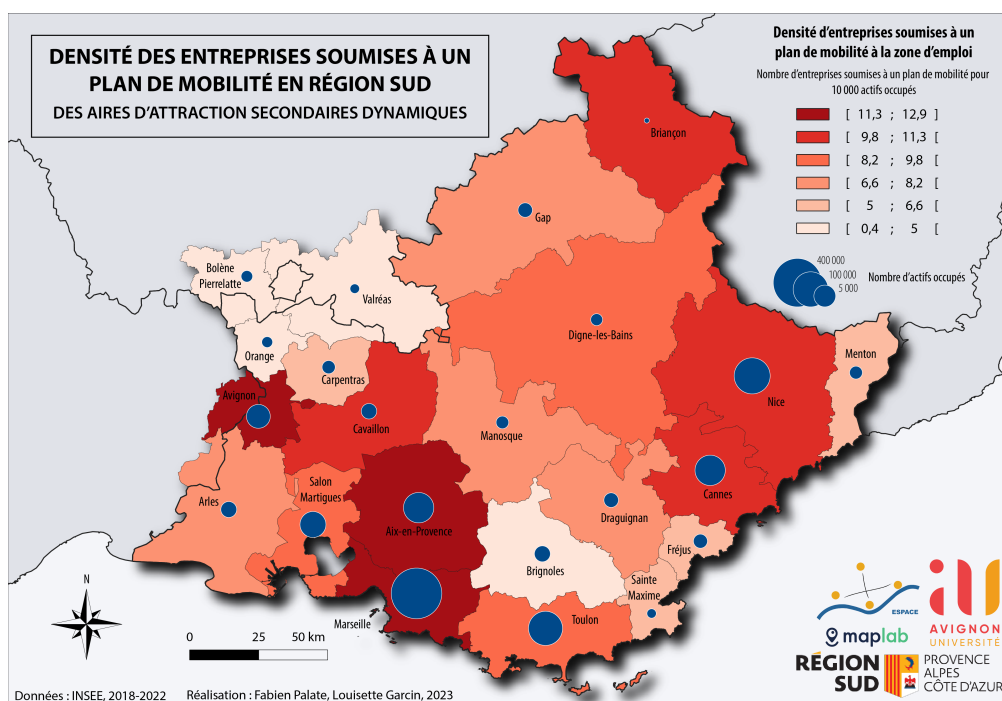 DENSITÉ DES ENTREPRISES SOUMISES À UN
PLAN DE MOBILITÉ EN RÉGION SUD
DES AIRES D'ATTRACTION SECONDAIRES DYNAMIQUES
Densité d'entreprises soumises à un
plan de mobilité à la zone d'emploi
Nombre d'entreprises soumises à un plan de mobilité pour
10 000 actifs occupés
[ 11,3 ; 12,9 ]
[ 9,8 ; 11,3 [
[ 8,2 ; 9,8 [
[ 6,6 ; 8,2 [
[ 5 ; 6,6 [
[ 0,4 ; 5 [
400 000
100 000
5 000
Nombre d'actifs occupés
Briançon
Gap
Bolène
Pierrelatte
Valréas
Digne-les-Bains
Orange
Carpentras
Menton
Avignon
Nice
Cavaillon
Manosque
Salon
Martigues
Cannes
Arles
Aix-en-Provence
Draguignan
Fréjus
Brignoles
Sainte
Maxime
Marseille
Toulon
N
0 25 50 km
ESPACE
maplab
AVIGNON
UNIVERSITÉ
RÉGION
SUD
PROVENCE
ALPES
CÔTE D'AZUR
Données : INSEE, 2018-2022 Réalisation : Fabien Palate, Louisette Garcin, 2023